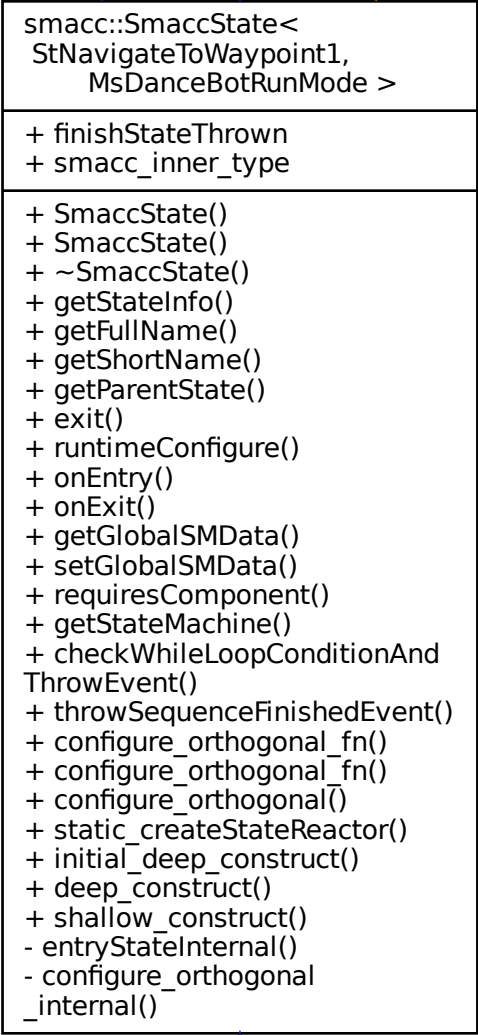 smacc::SmaccState<
StNavigateToWaypoint1,
MsDanceBotRunMode >
+ finishStateThrown
+ smacc_inner_type
+ SmaccState()
+ SmaccState()
+ ~SmaccState()
+ getStateInfo()
+ getFullName()
+ getShortName()
+ getParentState()
+ exit()
+ runtimeConfigure()
+ onEntry()
+ onExit()
+ getGlobalSMData()
+ setGlobalSMData()
+ requiresComponent()
+ getStateMachine()
+ checkWhileLoopConditionAnd
ThrowEvent()
+ throwSequenceFinishedEvent()
+ configure_orthogonal_fn()
+ configure_orthogonal_fn()
+ configure_orthogonal()
+ static_createStateReactor()
+ initial_deep_construct()
+ deep_construct()
+ shallow_construct()
- entryStateInternal()
- configure_orthogonal
_internal()